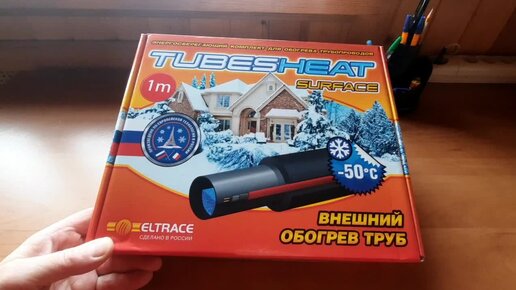 ЭНЕРГОСБЕРЕГАЮЩИЙ КОМПЛЕКТ ДЛЯ ОБОГРЕВА ТРУБОПРОВОДОВ
TUBESHEAT
SURFACE
1m
-50°C
ВНЕШНИЙ
ОБОГРЕВ ТРУБ
ELTRACE
СДЕЛАНО В РОССИИ